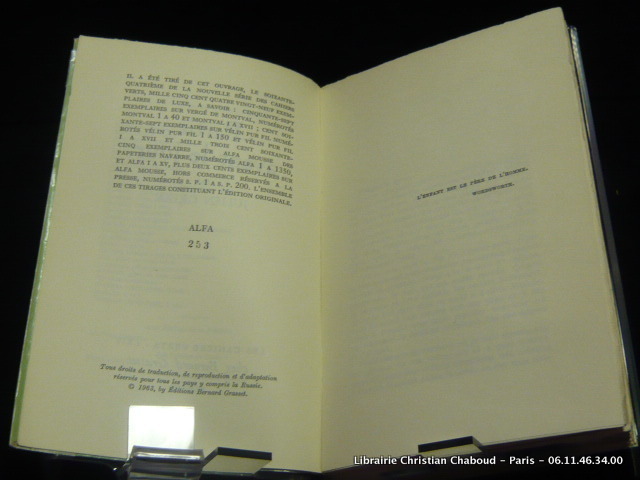 IL A ÉTÉ TIRÉ DE CET OUVRAGE, LE SOIXANTE-
QUATRIÈME DE LA NOUVELLE SÉRIE DES CAHIERS
VERTS, MILLE CINQ CENT QUATRE VINGT-NEUF EXEM-
PLAIRES DE LUXE, A SAVOIR : CINQUANTE-SEPT
EXEMPLAIRES SUR VERGÉ DE MONTVAL, NUMÉROTÉS
MONTVAL 1 A 40 ET MONTVAL I A XVII ; CENT SOI-
XANTE-SEPT EXEMPLAIRES SUR VÉLIN PUR FIL NUMÉ-
ROTÉS VÉLIN PUR FIL 1 A 150 ET VÉLIN PUR FIL
I A XVII ET MILLE TROIS CENT SOIXANTE-
CINQ EXEMPLAIRES SUR ALFA MOUSSE DES
PAPETERIES NAVARRE, NUMÉROTÉS ALFA 1 A 1350,
ET ALFA I A XV, PLUS DEUX CENTS EXEMPLAIRES SUR
ALFA MOUSSE, HORS COMMERCE RÉSERVÉS A LA
PRESSE, NUMÉROTÉS S. P. 1 A S. P. 200. L'ENSEMBLE
DE CES TIRAGES CONSTITUANT L'ÉDITION ORIGINALE.
ALFA
253
Tous droits de traduction, de reproduction et d'adaptation
réservés pour tous les pays y compris la Russie.
© 1965, by Éditions Bernard Grasset.
L'ENFANT EST LE PÈRE DE L'HOMME.
WORDSWORTH.
Librairie Christian Chaboud - Paris - 06.11.46.34.00